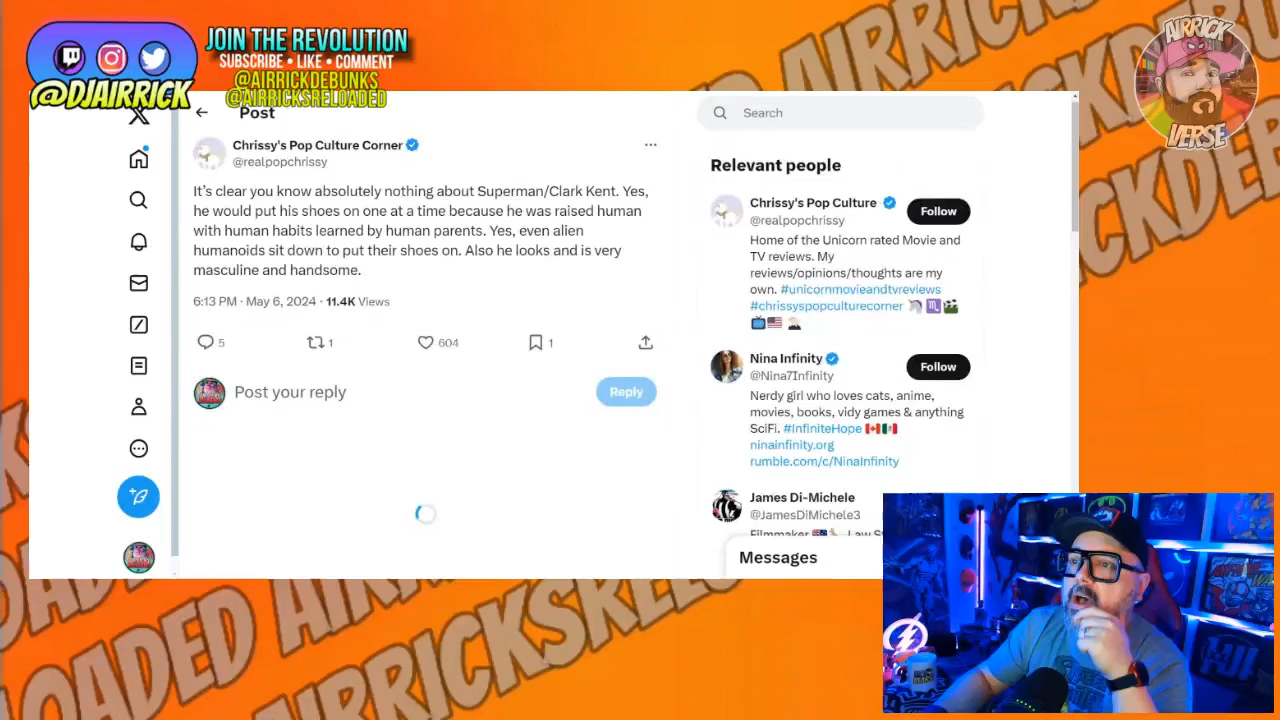 JOIN THE REVOLUTION
SUBSCRIBE • LIKE • COMMENT
@AIRRICKDEBUNKS
@AIRRICKSRELOADED
@DJAIRRICK
AIRRICK
VERSE
Post
Search
Chrissy's Pop Culture Corner
@realpopchrissy
It's clear you know absolutely nothing about Superman/Clark Kent. Yes,
he would put his shoes on one at a time because he was raised human
with human habits learned by human parents. Yes, even alien
humanoids sit down to put their shoes on. Also he looks and is very
masculine and handsome.
6:13 PM · May 6, 2024 · 11.4K Views
5
1
604
1
Post your reply
Reply
Relevant people
Chrissy's Pop Culture
@realpopchrissy
Follow
Home of the Unicorn rated Movie and
TV reviews. My
reviews/opinions/thoughts are my
own. #unicornmovieandtvreviews
#chrissyspopculturecorner
Nina Infinity
@Nina7Infinity
Follow
Nerdy girl who loves cats, anime,
movies, books, vidy games & anything
SciFi. #InfiniteHope
ninainfinity.org
rumble.com/c/NinaInfinity
James Di-Michele
@JamesDiMichele3
Filmmaker
Messages